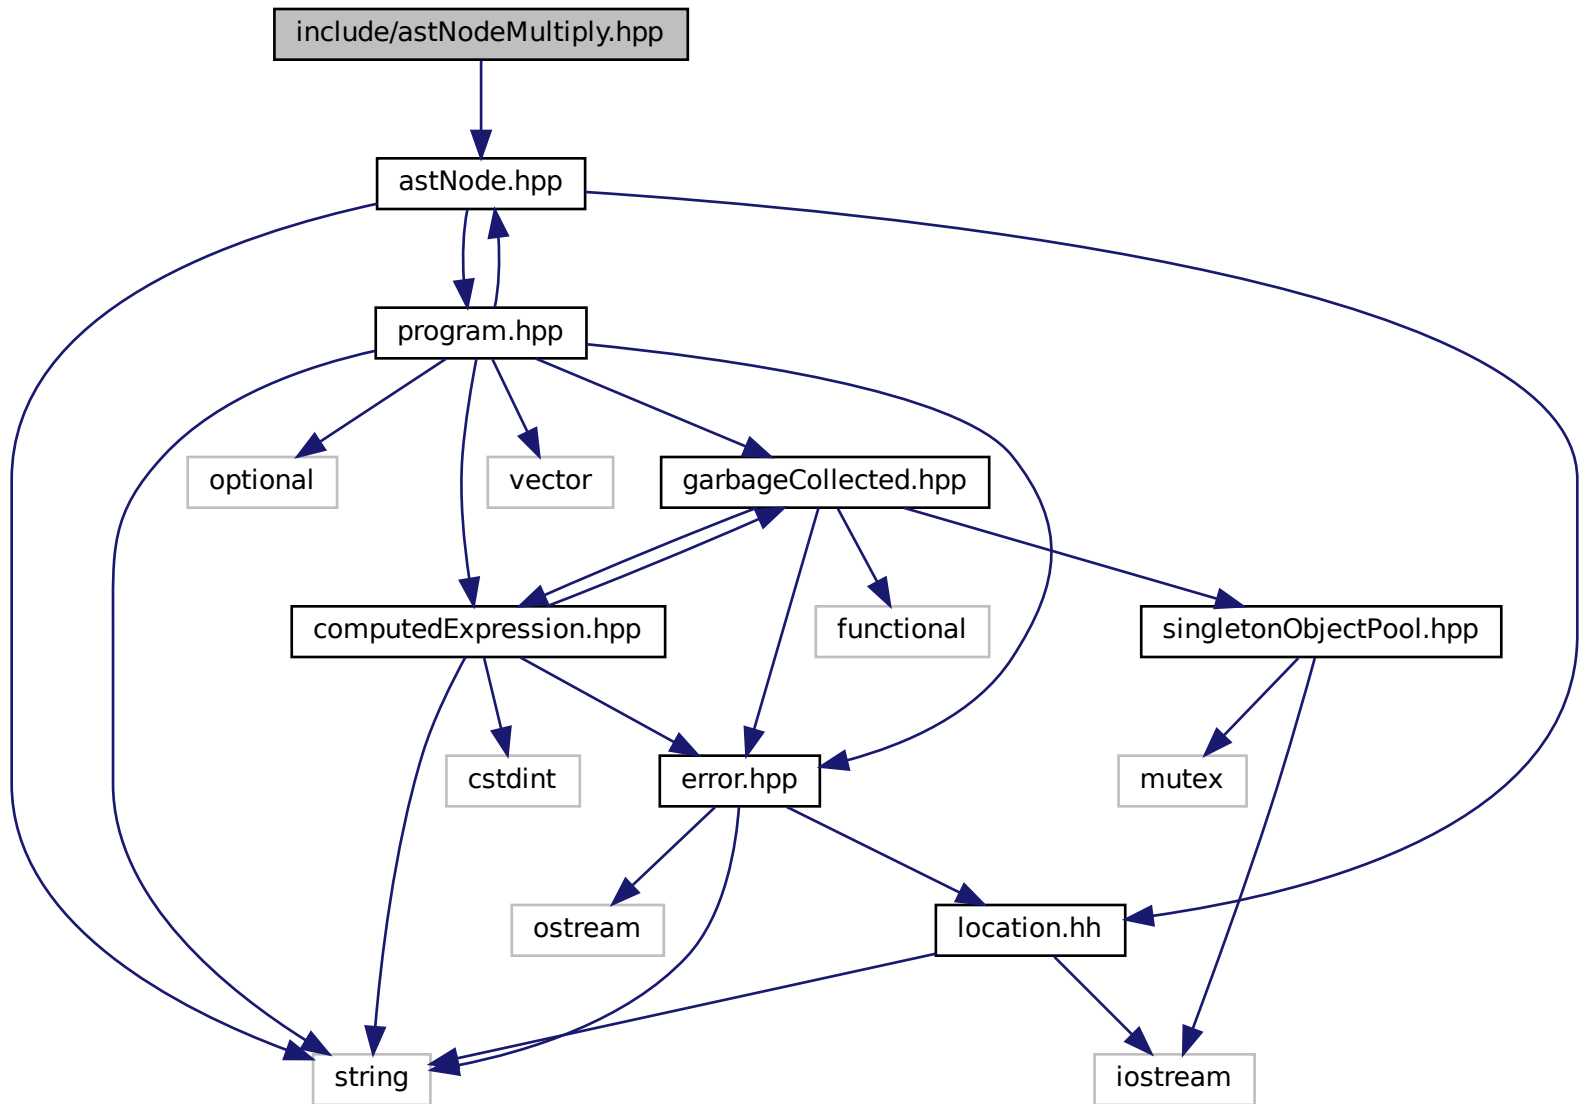 include/astNodeMultiply.hpp
astNode.hpp
program.hpp
optional
vector
garbageCollected.hpp
computedExpression.hpp
functional
singletonObjectPool.hpp
cstdint
error.hpp
mutex
ostream
location.hh
string
iostream